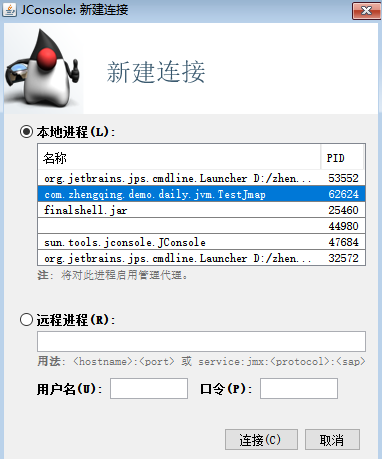 JConsole: 新建连接
新建连接
本地进程(L):
名称 PID
org.jetbrains.jps.cmdline.Launcher D:/zhen... 53552
com.zhengqing.demo.daily.jvm.TestJmap 62624
finalshell.jar 25460
44980
sun.tools.jconsole.JConsole 47684
org.jetbrains.jps.cmdline.Launcher D:/zhen... 32572
注: 将对此进程启用管理代理。
远程进程(R):
用法: <hostname>:<port> 或 service:jmx:<protocol>:<sap>
用户名(U): 口令(P):
连接(C) 取消